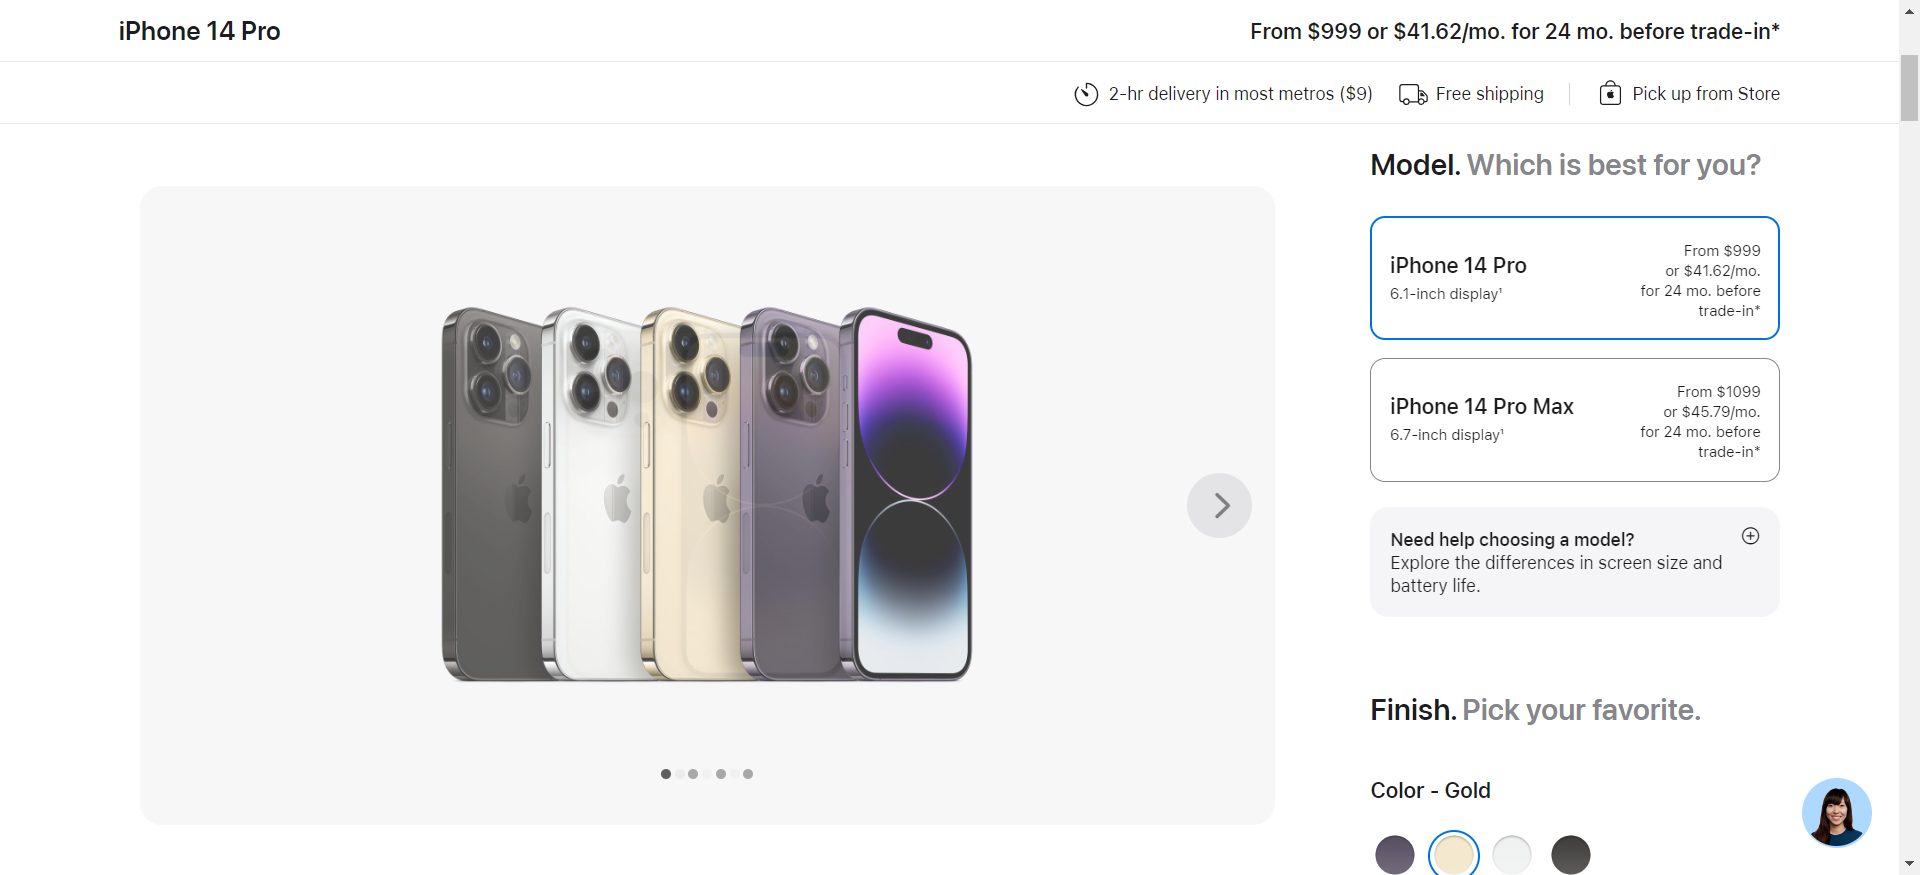 iPhone 14 Pro
From $999 or $41.62/mo. for 24 mo. before trade-in*
2-hr delivery in most metros ($9)
Free shipping
Pick up from Store
Model. Which is best for you?
iPhone 14 Pro
6.1-inch display¹
From $999
or $41.62/mo.
for 24 mo. before
trade-in*
iPhone 14 Pro Max
6.7-inch display¹
From $1099
or $45.79/mo.
for 24 mo. before
trade-in*
Need help choosing a model?
Explore the differences in screen size and
battery life.
Finish. Pick your favorite.
Color - Gold